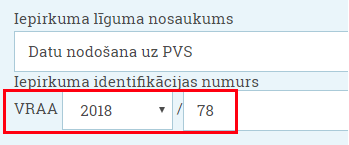 Iepirkuma līguma nosaukums
Datu nodošana uz PVS
Iepirkuma identifikācijas numurs
VRAA 2018 / 78